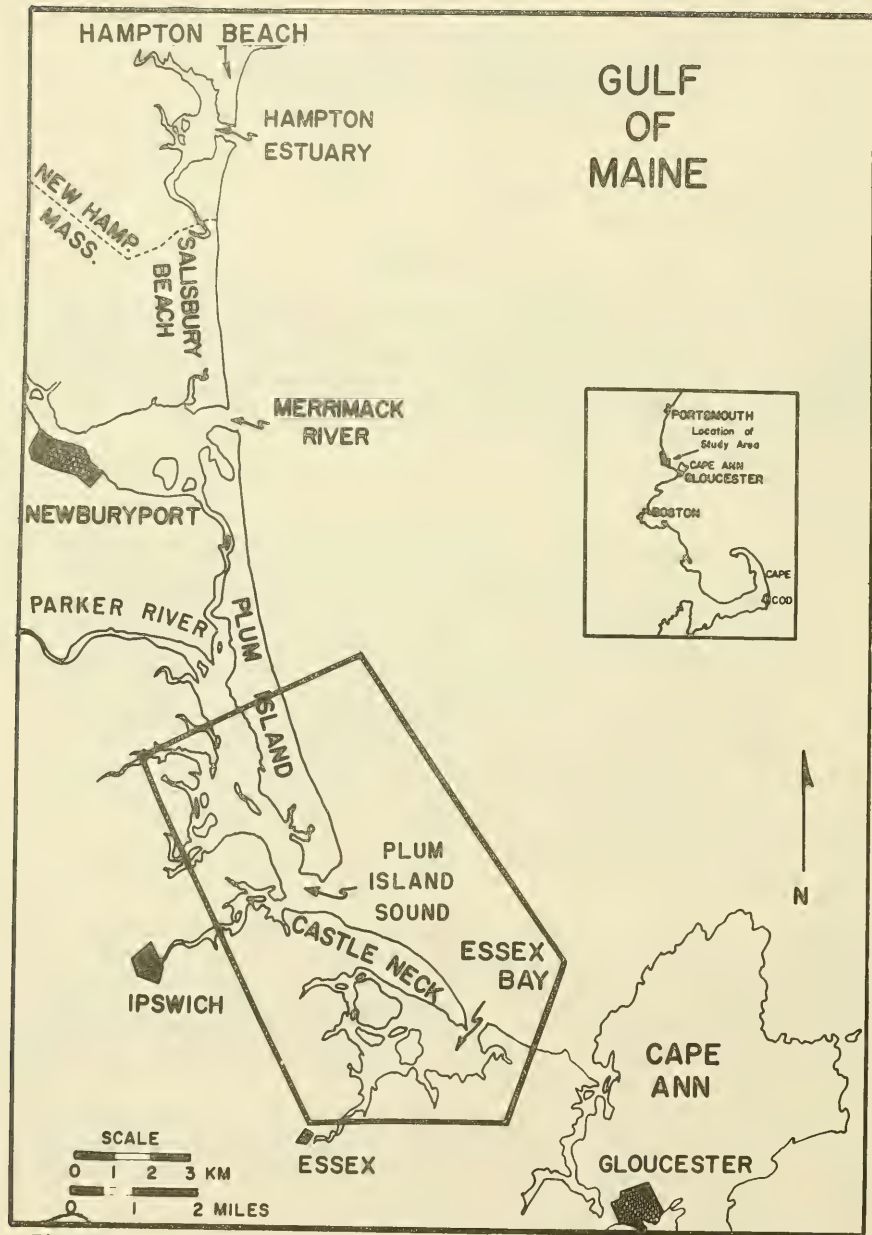 HAMPTON BEACH
GULF
OF
MAINE
HAMPTON
ESTUARY
NEW HAMP.
MASS.
SALISBURY
BEACH
MERRIMACK
RIVER
PORTSMOUTH
Location of
Study Area
CAPE ANN
GLOUCESTER
BOSTON
CAPE
COD
NEWBURYPORT
PARKER RIVER
PLUM ISLAND
N
PLUM
ISLAND
SOUND
CASTLE NECK
ESSEX
BAY
IPSWICH
CAPE
ANN
SCALE
0 1 2 3 KM
0 1 2 MILES
ESSEX
GLOUCESTER